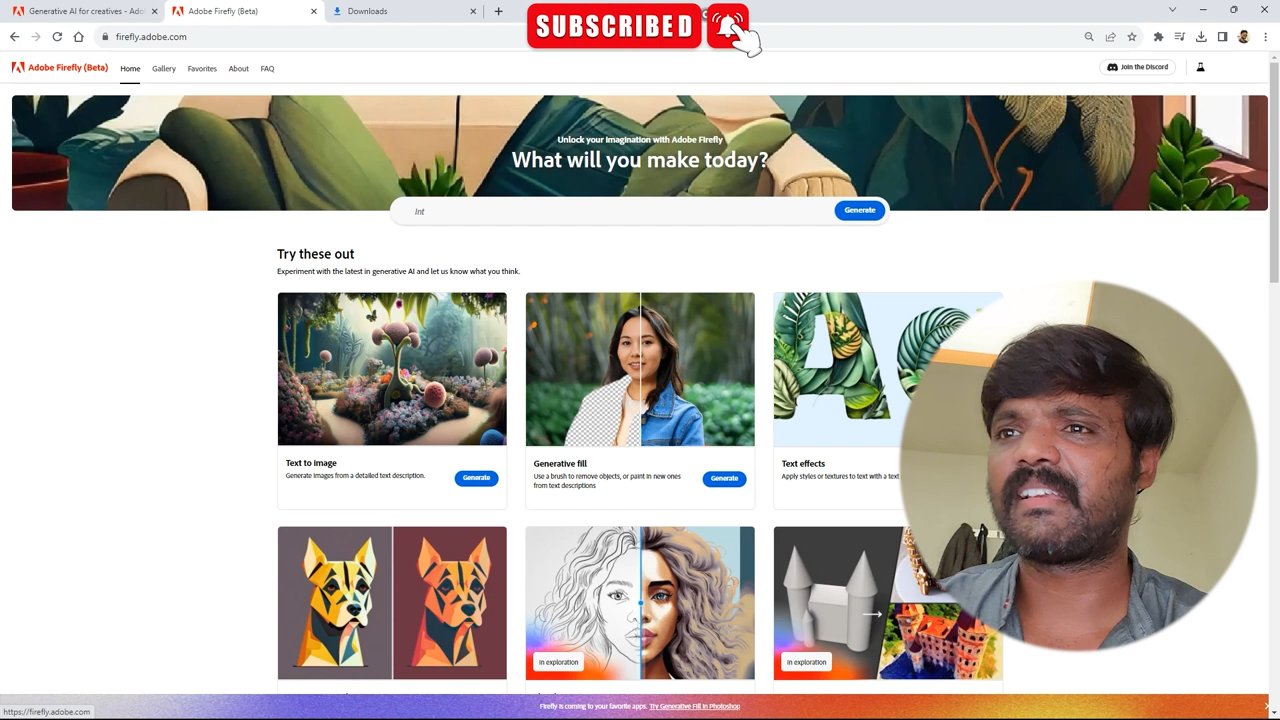 SUBSCRIBED
Generative AI for creatives - Adobe
Adobe Firefly (Beta)
Downloads
firefly.adobe.com
Adobe Firefly (Beta)
Home
Gallery
Favorites
About
FAQ
Join the Discord
Unlock your imagination with Adobe Firefly
What will you make today?
Int
Generate
Try these out
Experiment with the latest in generative AI and let us know what you think.
Text to image
Generate images from a detailed text description.
Generate
Generative fill
Use a brush to remove objects, or paint in new ones
from text descriptions
Generate
Text effects
Apply styles or textures to text with a text
In exploration
In exploration
Firefly is coming to your favorite apps. Try Generative Fill in Photoshop
https://firefly.adobe.com